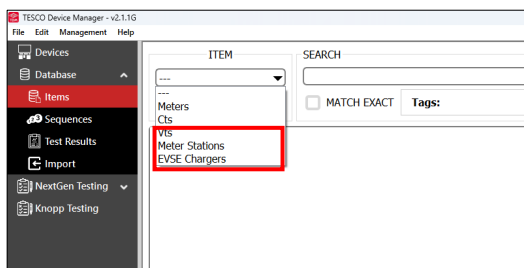 TESCO Device Manager - v2.1.1G
File Edit Management Help
Devices
Database
Items
Sequences
Test Results
Import
NextGen Testing
Knopp Testing
ITEM
---
---
Meters
Cts
Vts
Meter Stations
EVSE Chargers
SEARCH
MATCH EXACT Tags: